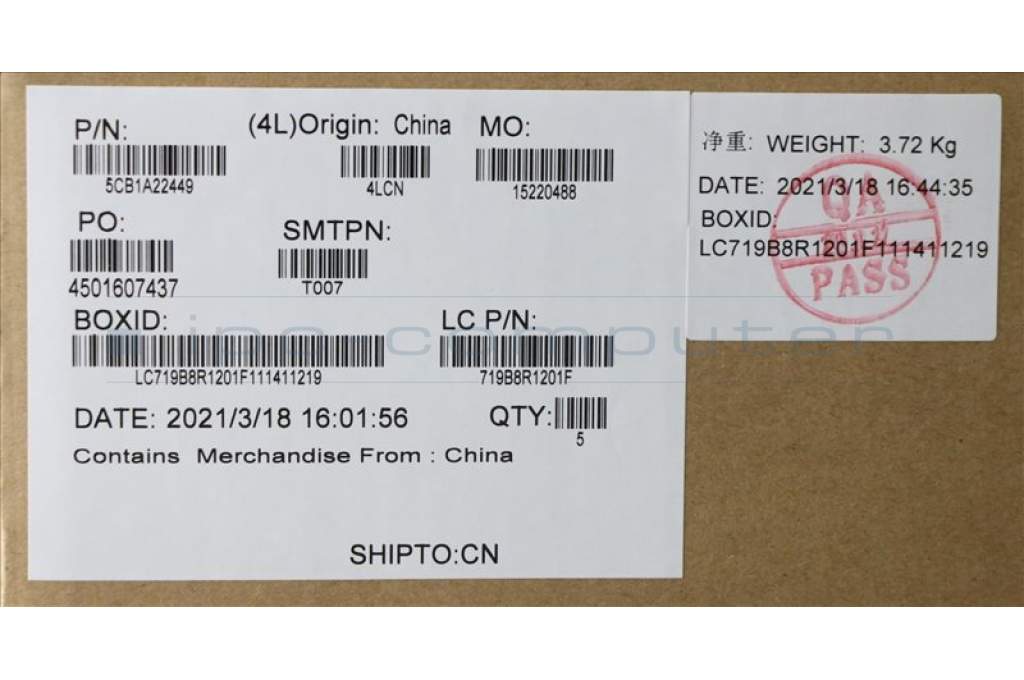 P/N: (4L)Origin: China MO:
5CB1A22449 4LCN 15220488
PO: SMTPN:
4501607437 T007
BOXID: LC P/N:
LC719B8R1201F111411219 719B8R1201F
DATE: 2021/3/18 16:01:56 QTY:
5
Contains Merchandise From : China
SHIPTO:CN
净重: WEIGHT: 3.72 Kg
DATE: 2021/3/18 16:44:35
BOXID:
LC719B8R1201F111411219
QA
PASS
ipc-computer